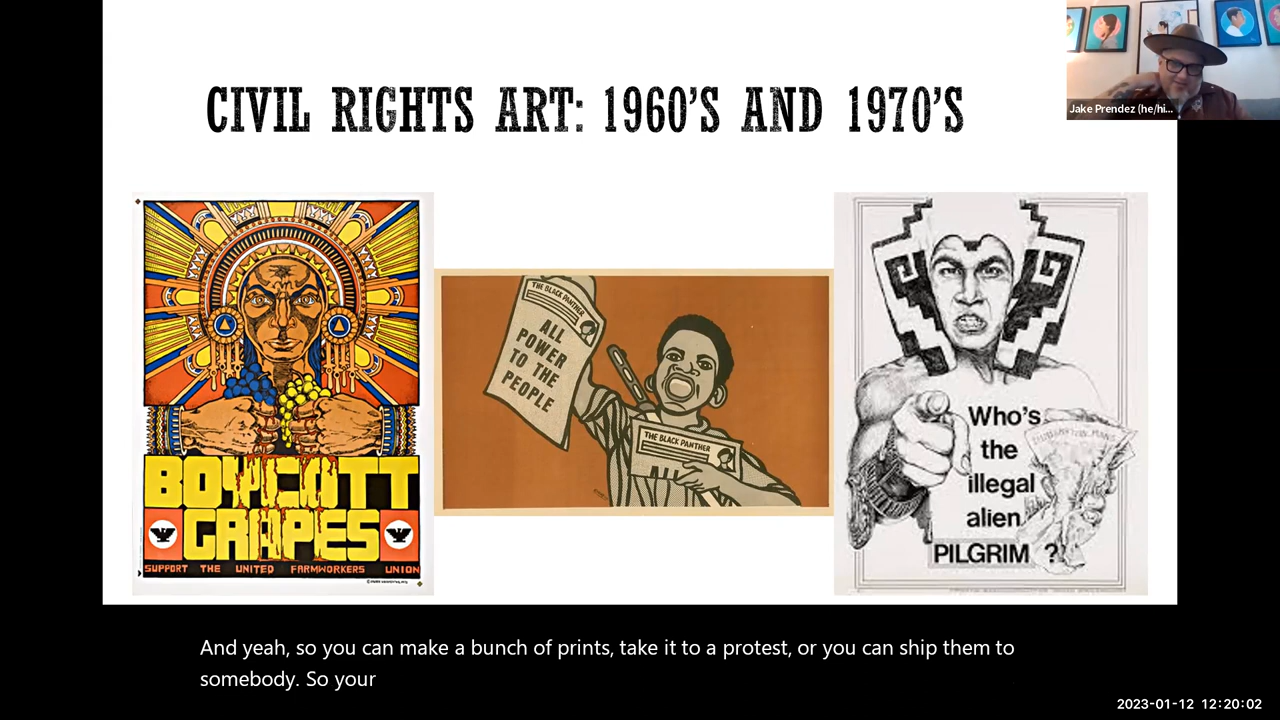 CIVIL RIGHTS ART: 1960'S AND 1970'S
Jake Prendez (he/hi...
BOYCOTT
GRAPES
SUPPORT THE UNITED FARMWORKERS UNION
THE BLACK PANTHER
ALL
POWER
TO THE
PEOPLE
THE BLACK PANTHER
ALL
Who's
the
illegal
alien
PILGRIM ?
And yeah, so you can make a bunch of prints, take it to a protest, or you can ship them to
somebody. So your
2023-01-12 12:20:02